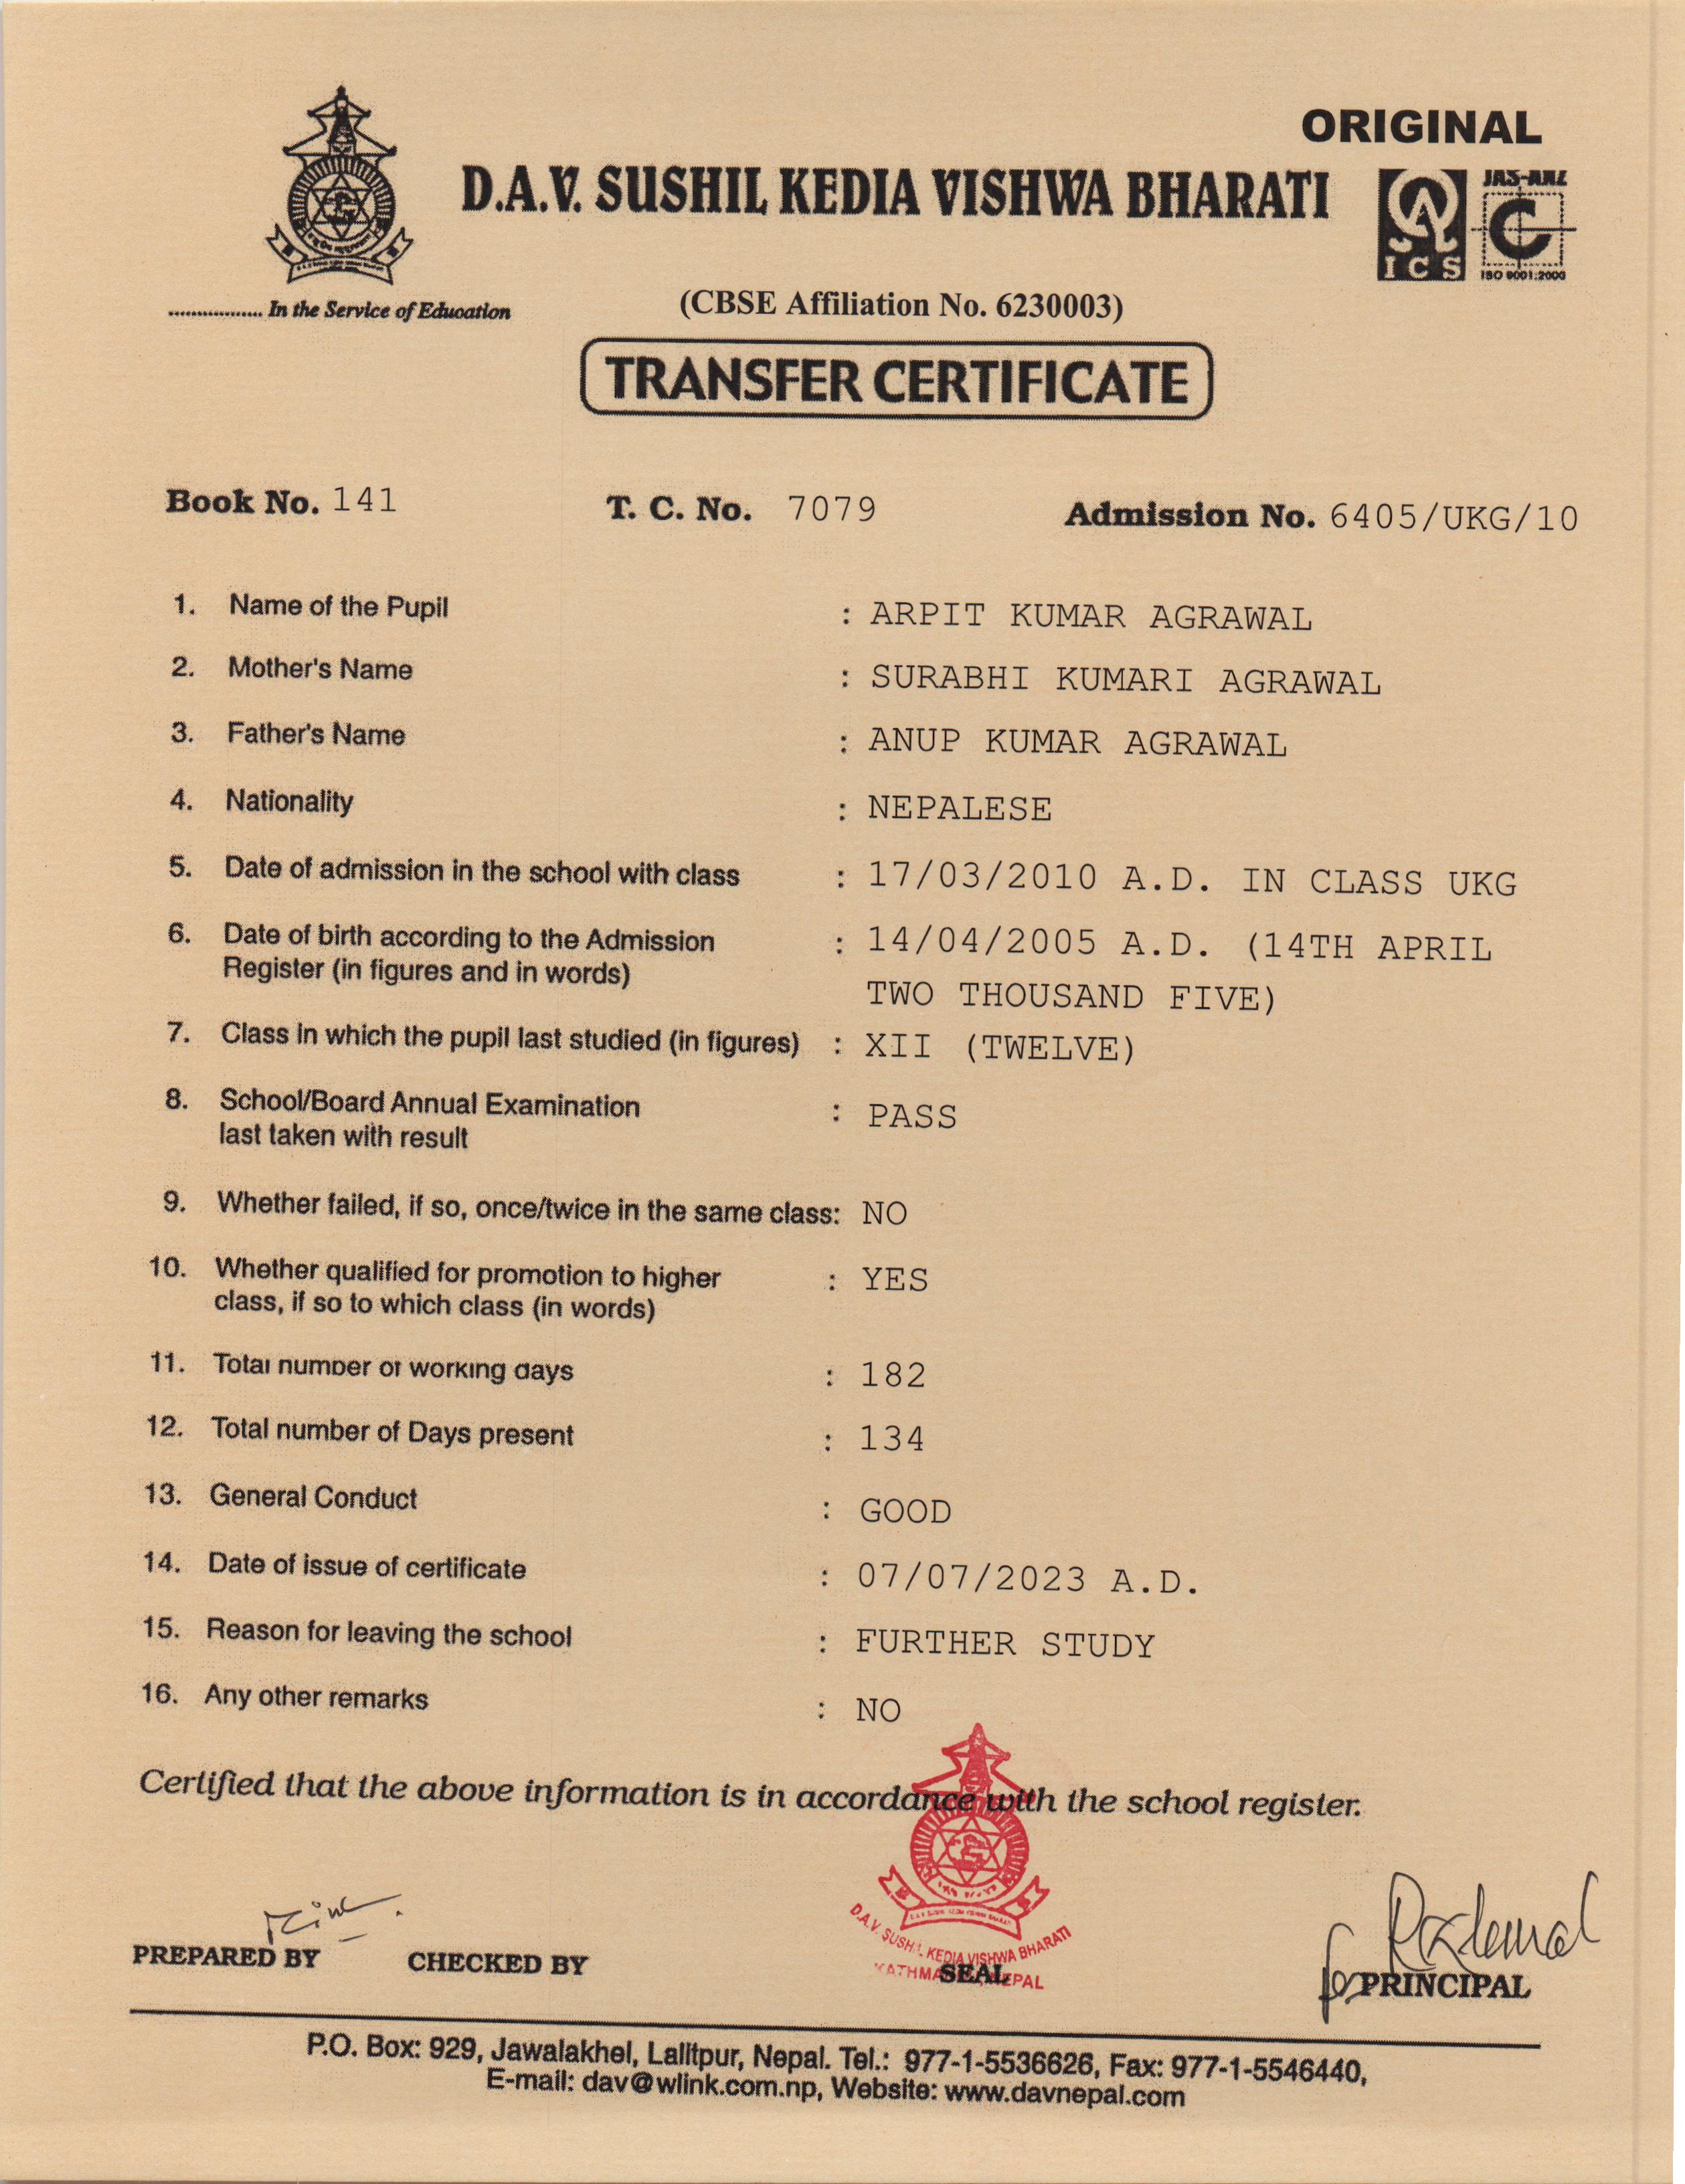 ORIGINAL
D.A.V. SUSHIL KEDIA VISHWA BHARATI
JAS-ANZ
ICS
ISO 9001:2000
.................. In the Service of Education
(CBSE Affiliation No. 6230003)
TRANSFER CERTIFICATE
Book No. 141 T. C. No. 7079 Admission No. 6405/UKG/10
1. Name of the Pupil : ARPIT KUMAR AGRAWAL
2. Mother's Name : SURABHI KUMARI AGRAWAL
3. Father's Name : ANUP KUMAR AGRAWAL
4. Nationality : NEPALESE
5. Date of admission in the school with class : 17/03/2010 A.D. IN CLASS UKG
6. Date of birth according to the Admission : 14/04/2005 A.D. (14TH APRIL
Register (in figures and in words) TWO THOUSAND FIVE)
7. Class in which the pupil last studied (in figures) : XII (TWELVE)
8. School/Board Annual Examination : PASS
last taken with result
9. Whether failed, if so, once/twice in the same class: NO
10. Whether qualified for promotion to higher : YES
class, if so to which class (in words)
11. Total number of working days : 182
12. Total number of Days present : 134
13. General Conduct : GOOD
14. Date of issue of certificate : 07/07/2023 A.D.
15. Reason for leaving the school : FURTHER STUDY
16. Any other remarks : NO
Certified that the above information is in accordance with the school register.
D.A.V. SUSHIL KEDIA VISHWA BHARATI
KATHMANDU, NEPAL
PREPARED BY CHECKED BY SEAL for PRINCIPAL
P.O. Box: 929, Jawalakhel, Lalitpur, Nepal. Tel.: 977-1-5536626, Fax: 977-1-5546440,
E-mail: dav@wlink.com.np, Website: www.davnepal.com